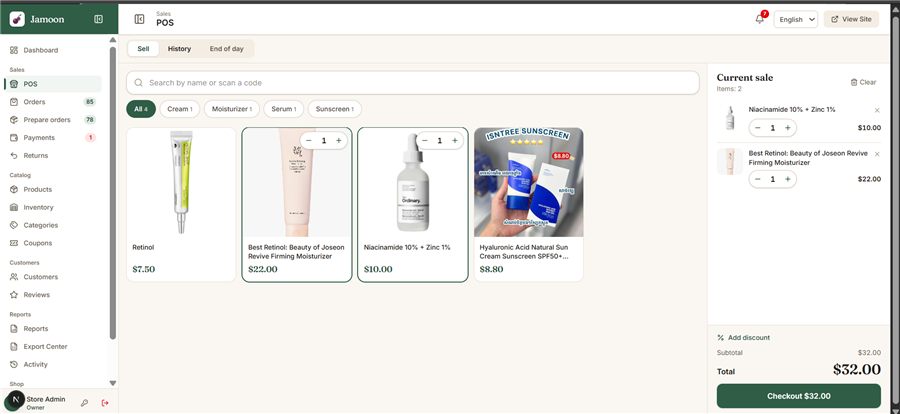 Jamoon
Sales
POS
7
English
View Site
Dashboard
Sales
POS
Orders 85
Prepare orders 78
Payments 1
Returns
Catalog
Products
Inventory
Categories
Coupons
Customers
Customers
Reviews
Reports
Reports
Export Center
Activity
Shop
N
Store Admin
Owner
Sell
History
End of day
Search by name or scan a code
All 4
Cream 1
Moisturizer 1
Serum 1
Sunscreen 1
Retinol
$7.50
− 1 +
Best Retinol: Beauty of Joseon
Revive Firming Moisturizer
$22.00
− 1 +
Ordinary.
Niacinamide 10% + Zinc 1%
$10.00
ISNTREE SUNSCREEN
$8.80
Hyaluronic Acid Natural Sun
Cream Sunscreen SPF50+...
$8.80
Current sale
Items: 2
Clear
Niacinamide 10% + Zinc 1%
− 1 +
$10.00
Best Retinol: Beauty of Joseon Revive
Firming Moisturizer
− 1 +
$22.00
Add discount
Subtotal $32.00
Total $32.00
Checkout $32.00